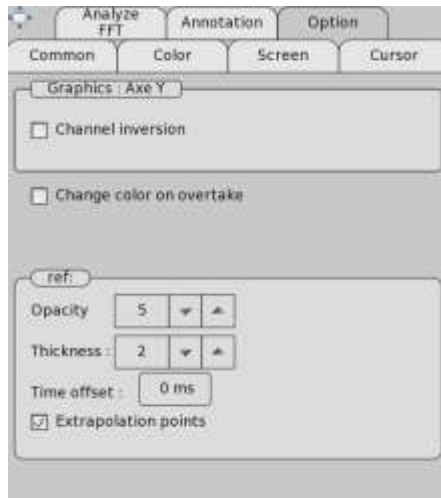 Analyze
FFT
Annotation
Option
Common
Color
Screen
Cursor
Graphics : Axe Y
Channel inversion
Change color on overtake
ref:
Opacity
5
Thickness :
2
Time offset :
0 ms
Extrapolation points